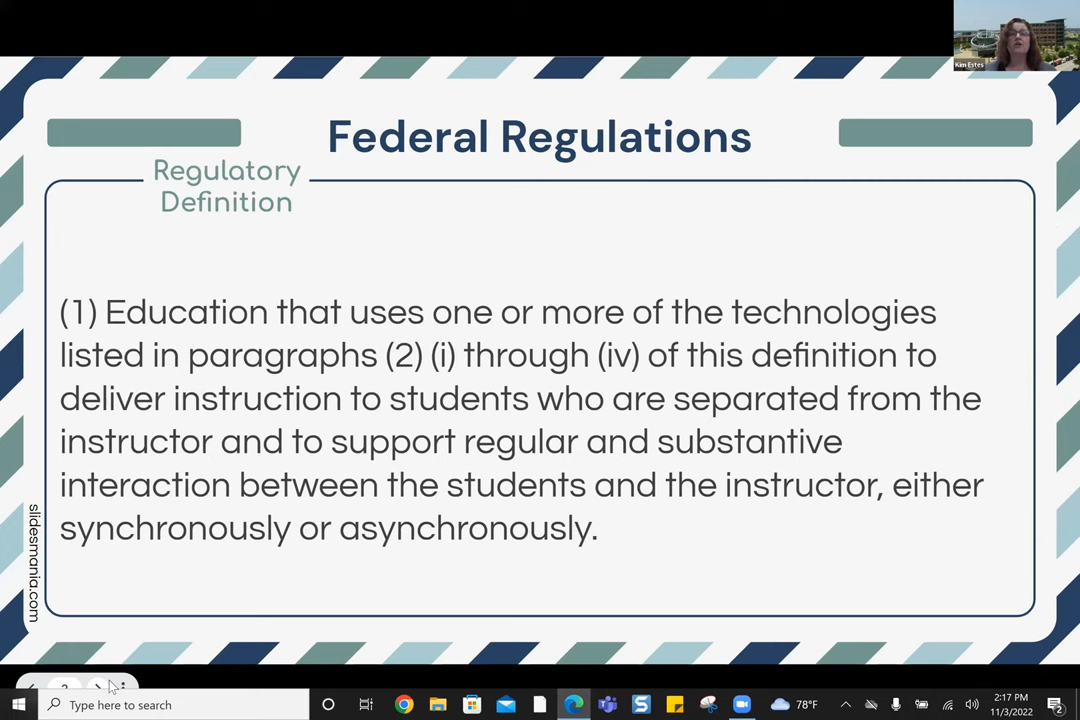 Kim Estes
Federal Regulations
Regulatory
Definition
(1) Education that uses one or more of the technologies
listed in paragraphs (2) (i) through (iv) of this definition to
deliver instruction to students who are separated from the
instructor and to support regular and substantive
interaction between the students and the instructor, either
synchronously or asynchronously.
slidesmania.com
Type here to search
78°F
2:17 PM
11/3/2022
2